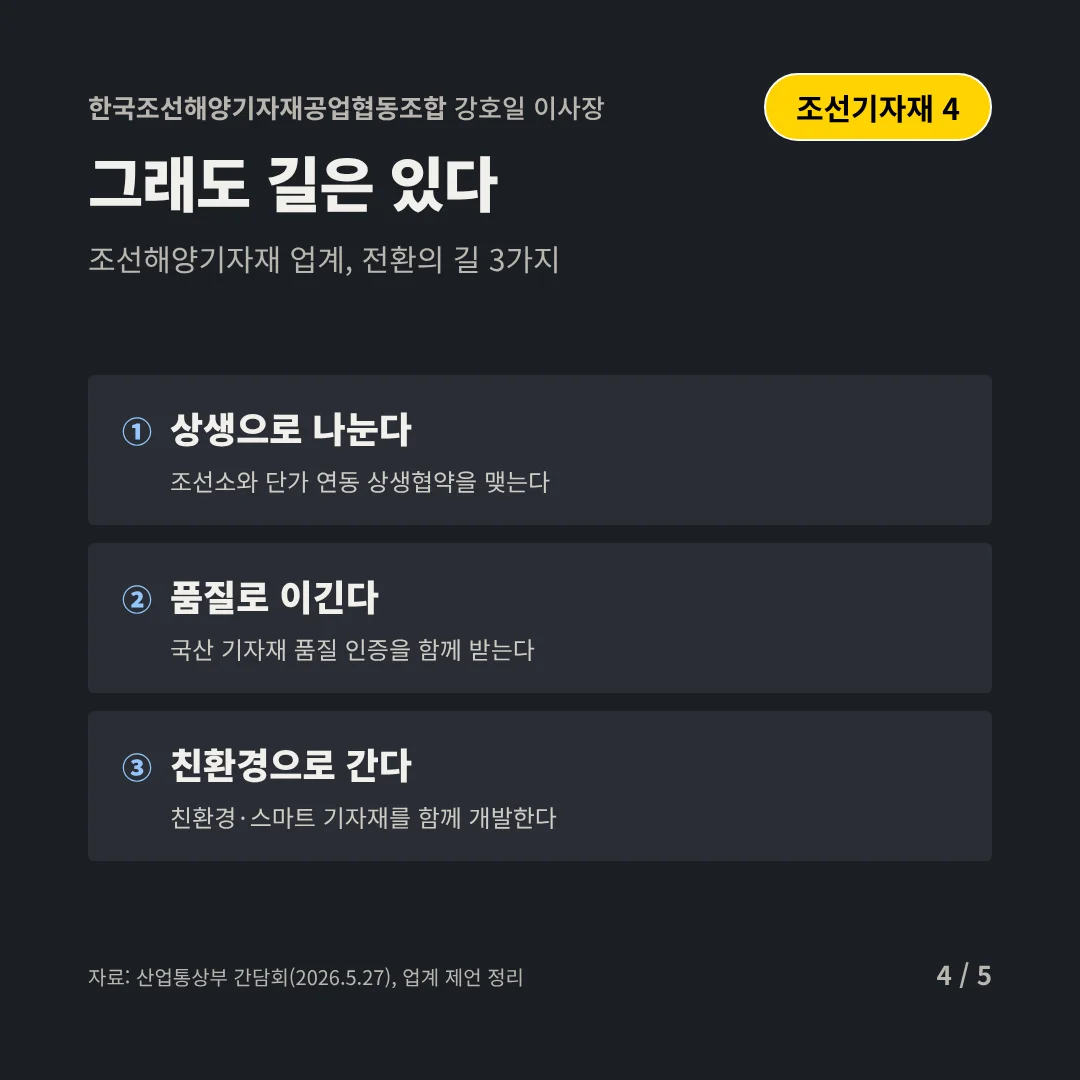 한국조선해양기자재공업협동조합 강호일 이사장
조선기자재 4
그래도 길은 있다
조선해양기자재 업계, 전환의 길 3가지
① 상생으로 나눈다
조선소와 단가 연동 상생협약을 맺는다
② 품질로 이긴다
국산 기자재 품질 인증을 함께 받는다
③ 친환경으로 간다
친환경·스마트 기자재를 함께 개발한다
자료: 산업통상부 간담회(2026.5.27), 업계 제언 정리
4 / 5